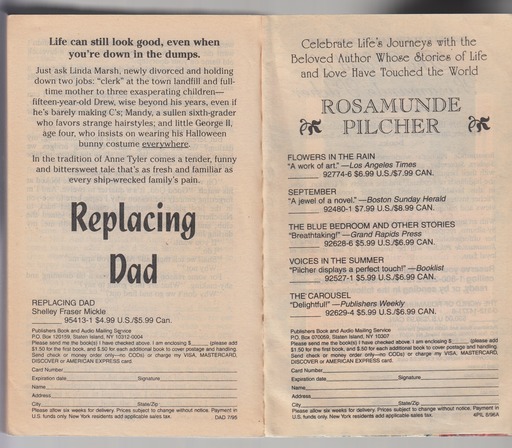 Life can still look good, even when
you're down in the dumps.
Just ask Linda Marsh, newly divorced and holding
down two jobs: "clerk" at the town landfill and full-
time mother to three exasperating children—
fifteen-year-old Drew, wise beyond his years, even if
he's barely making C's; Mandy, a sullen sixth-grader
who favors strange hairstyles; and little George II,
age four, who insists on wearing his Halloween
bunny costume everywhere.
In the tradition of Anne Tyler comes a tender, funny
and bittersweet tale that's as fresh and familiar as
every ship-wrecked family's pain.
Replacing
Dad
REPLACING DAD
Shelley Fraser Mickle
95413-1 $4.99 U.S./$5.99 Can.
Publishers Book and Audio Mailing Service
P.O. Box 120159, Staten Island, NY 10312-0004
Please send me the book(s) I have checked above. I am enclosing $ (please add
$1.50 for the first book, and $.50 for each additional book to cover postage and handling.
Send check or money order only—no CODs) or charge my VISA, MASTERCARD,
DISCOVER or AMERICAN EXPRESS card.
Card Number
Expiration date Signature
Name
Address
City State/Zip
Please allow six weeks for delivery. Prices subject to change without notice. Payment in
U.S. funds only. New York residents add applicable sales tax. DAD 7/95
Celebrate Life's Journeys with the
Beloved Author Whose Stories of Life
and Love Have Touched the World
ROSAMUNDE
PILCHER
FLOWERS IN THE RAIN
"A work of art." —Los Angeles Times
92774-6 $6.99 U.S./$7.99 CAN.
SEPTEMBER
"A jewel of a novel." —Boston Sunday Herald
92480-1 $7.99 U.S./$8.99 CAN.
THE BLUE BEDROOM AND OTHER STORIES
"Breathtaking!" —Grand Rapids Press
92628-6 $5.99 U.S./$6.99 CAN.
VOICES IN THE SUMMER
"Pilcher displays a perfect touch!" —Booklist
92527-1 $5.99 U.S./$6.99 CAN.
THE CAROUSEL
"Delightful!" —Publishers Weekly
92629-4 $5.99 U.S./$6.99 CAN.
Publishers Book and Audio Mailing Service
P.O. Box 070059, Staten Island, NY 10307
Please send me the book(s) I have checked above. I am enclosing $ (please add
$1.50 for the first book, and $.50 for each additional book to cover postage and handling.
Send check or money order only—no CODs) or charge my VISA, MASTERCARD,
DISCOVER or AMERICAN EXPRESS card.
Card Number
Expiration date Signature
Name
Address
City State/Zip
Please allow six weeks for delivery. Prices subject to change without notice. Payment in
U.S. funds only. New York residents add applicable sales tax. 4PIL 8/96A